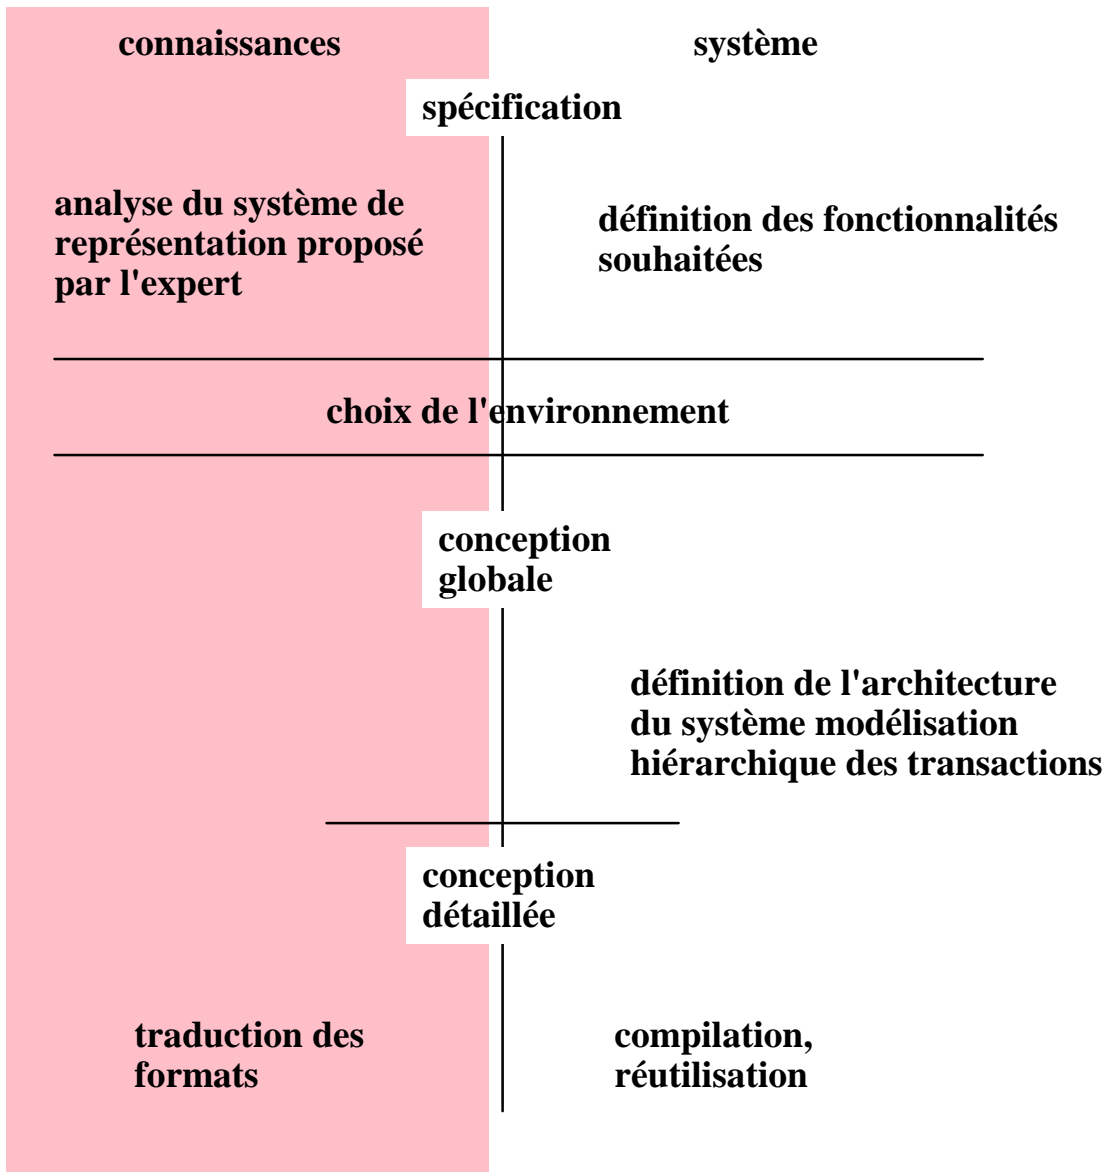 connaissances
système
spécification
analyse du système de
représentation proposé
par l'expert
définition des fonctionnalités
souhaitées
choix de l'environnement
conception
globale
définition de l'architecture
du système modélisation
hiérarchique des transactions
conception
détaillée
traduction des
formats
compilation,
réutilisation